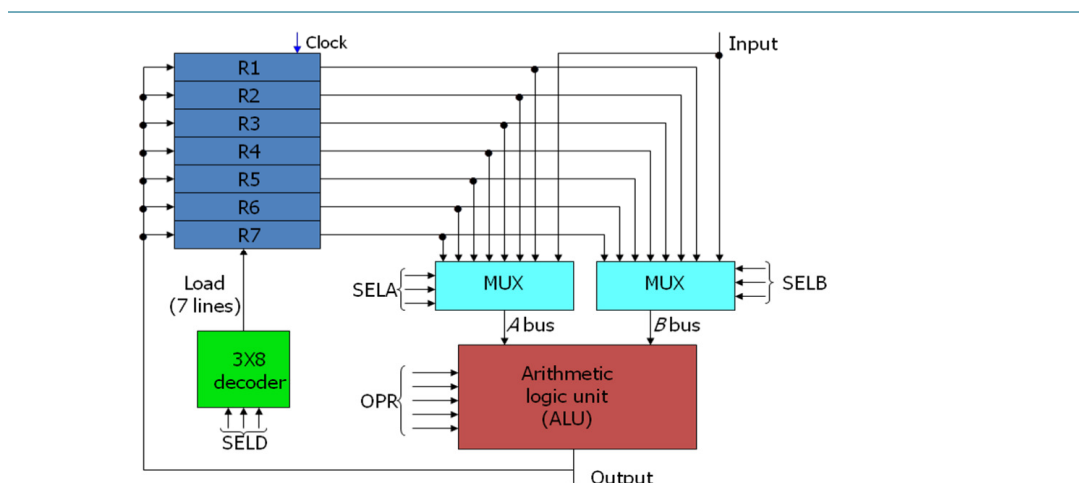 Clock
Input
R1
R2
R3
R4
R5
R6
R7
Load
(7 lines)
SELA
MUX
MUX
SELB
A bus
B bus
3X8
decoder
Arithmetic
logic unit
(ALU)
OPR
SELD
Output